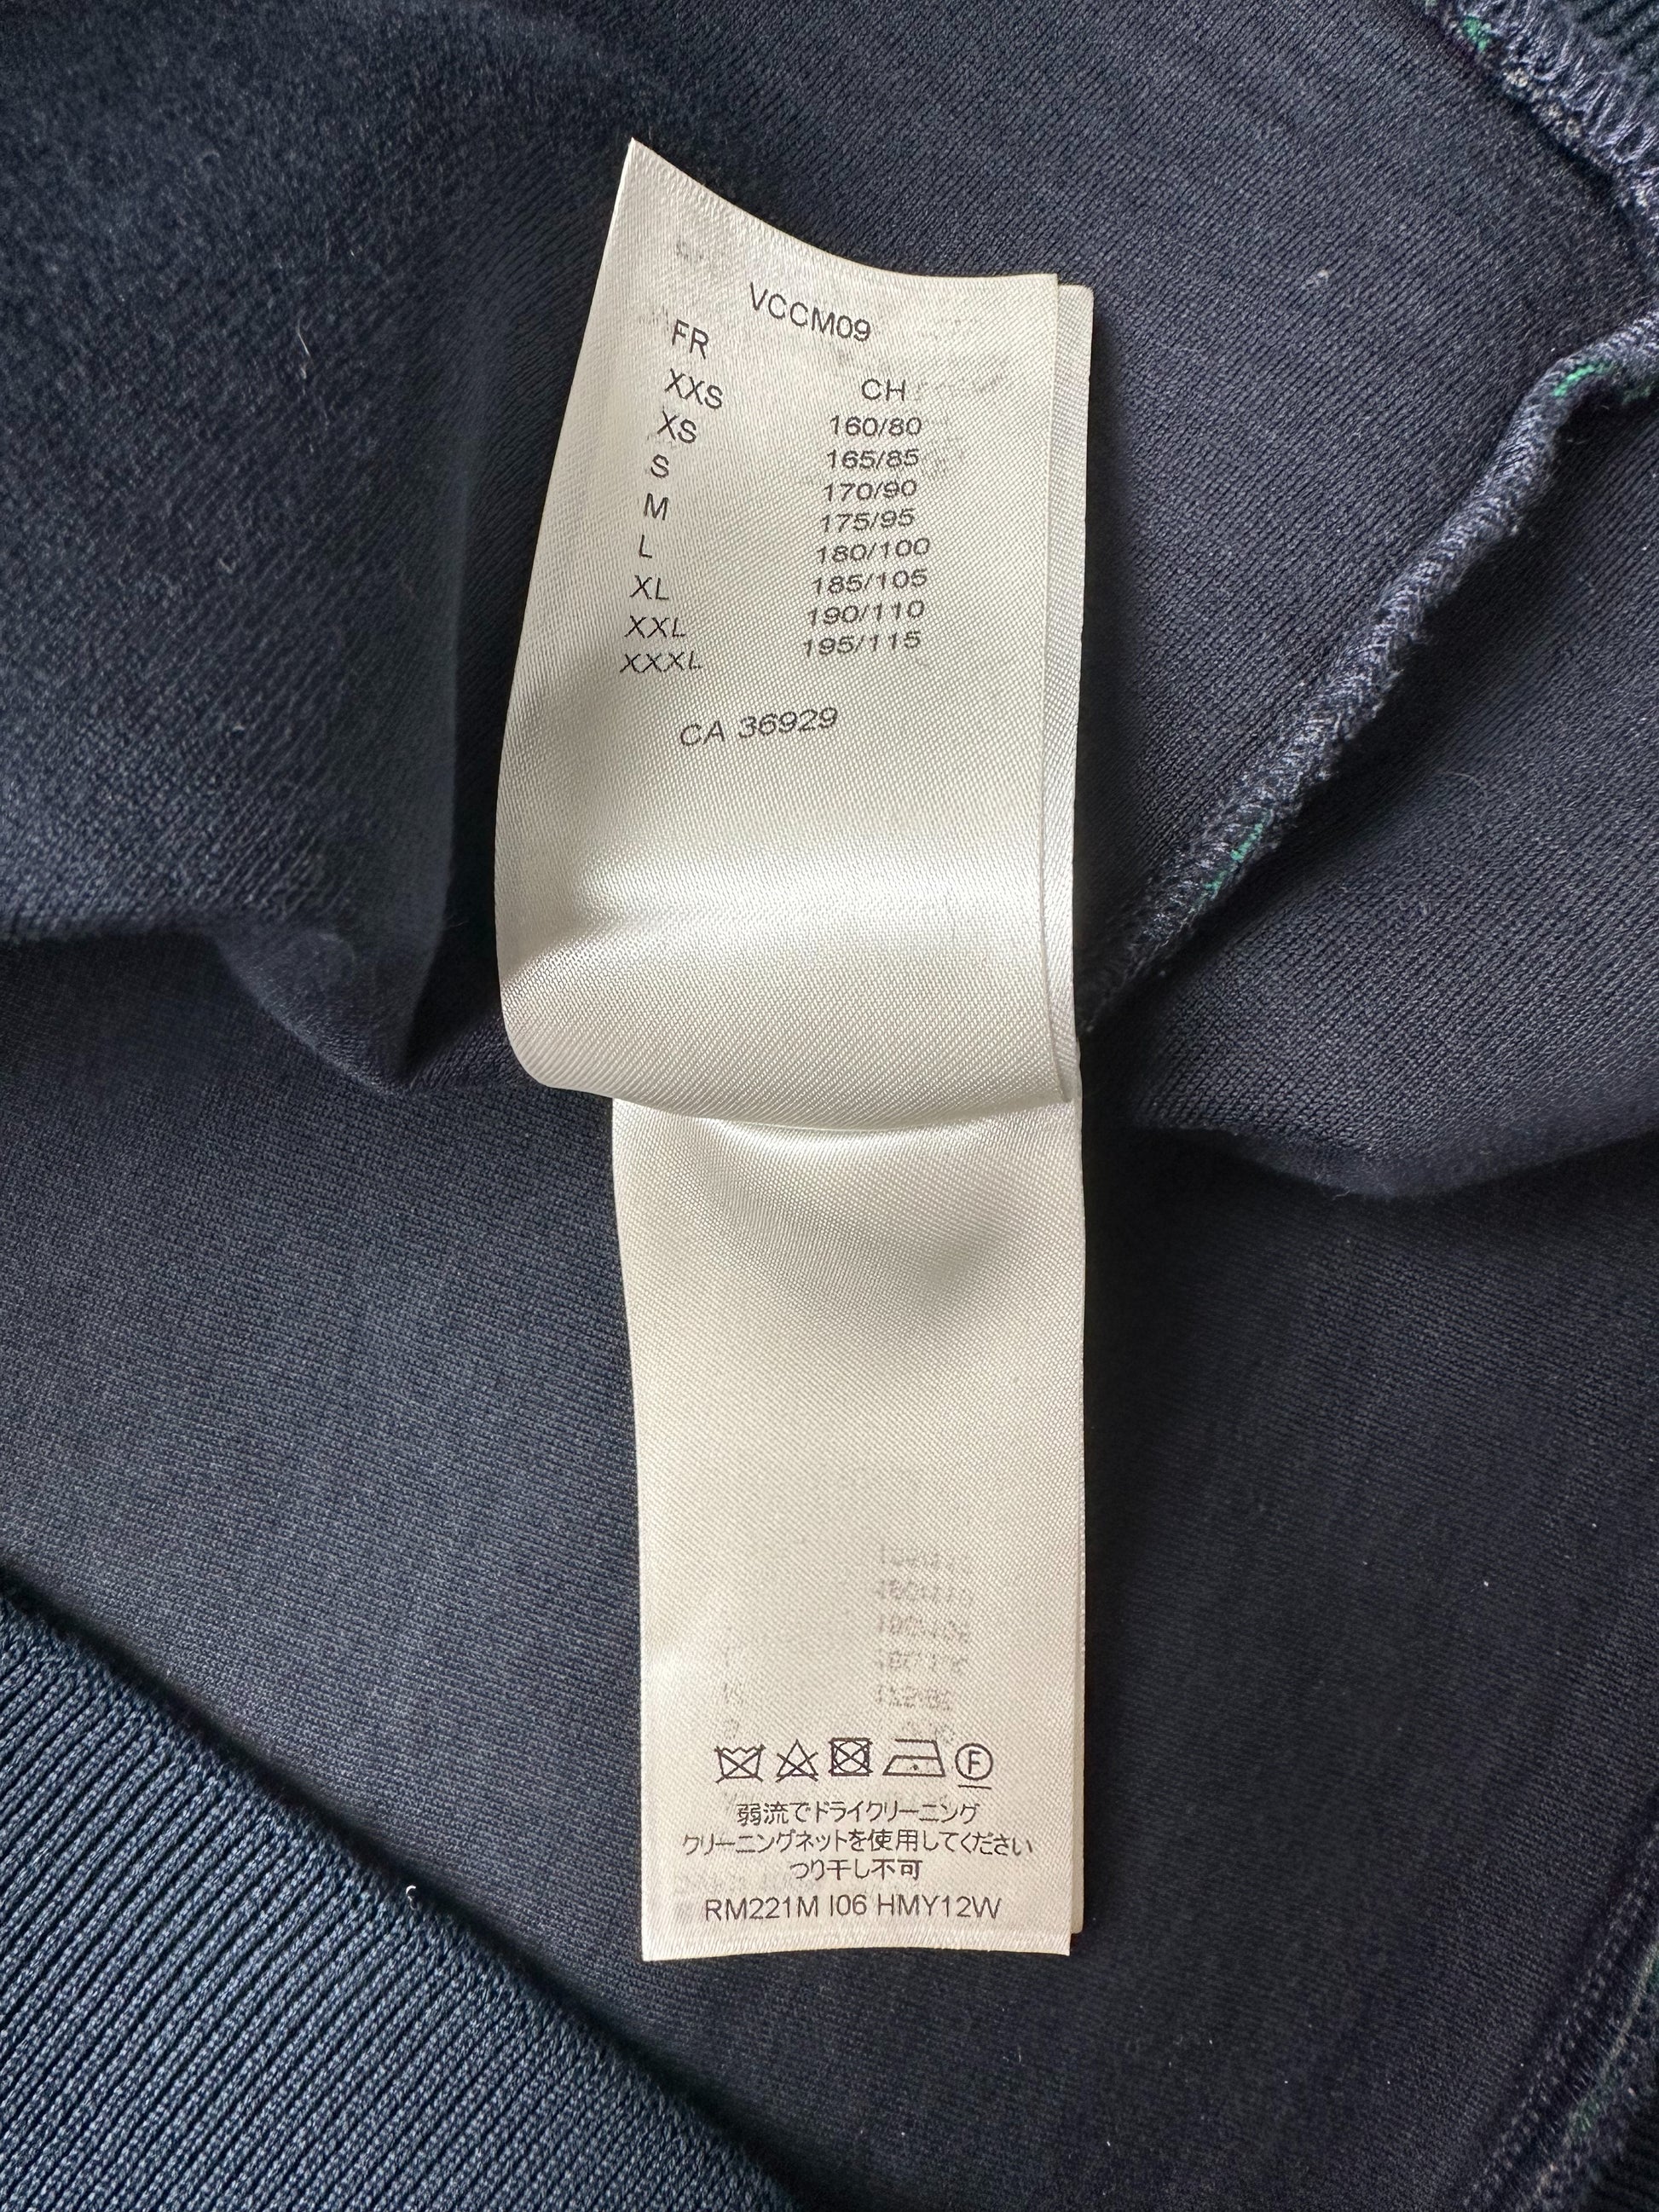 VCCM09
FR CH
XXS 160/80
XS 165/85
S 170/90
M 175/95
L 180/100
XL 185/105
XXL 190/110
XXXL 195/115
CA 36929
F
弱流でドライクリーニング
クリーニングネットを使用してください
つり干し不可
RM221M I06 HMY12W